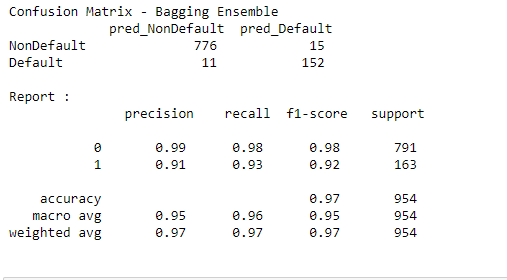 Confusion Matrix - Bagging Ensemble
pred_NonDefault pred_Default
NonDefault 776 15
Default 11 152
Report :
precision recall f1-score support
0 0.99 0.98 0.98 791
1 0.91 0.93 0.92 163
accuracy 0.97 954
macro avg 0.95 0.96 0.95 954
weighted avg 0.97 0.97 0.97 954